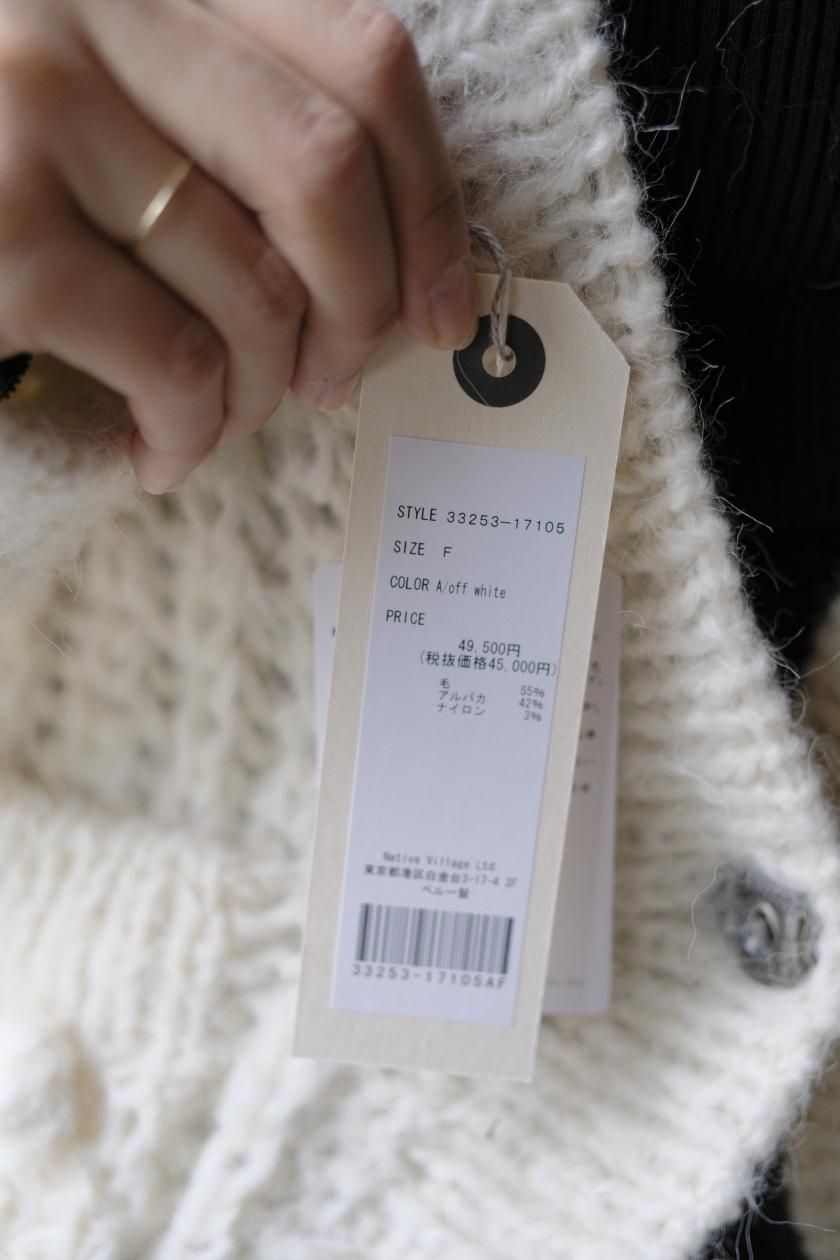 STYLE 33253-17105
SIZE F
COLOR A/off white
PRICE
49,500円
(税抜価格45,000円)
毛 55%
アルパカ 42%
ナイロン 3%
Native Village Ltd.
東京都港区白金台3-17-4 3F
ペルー製
33253-17105AF